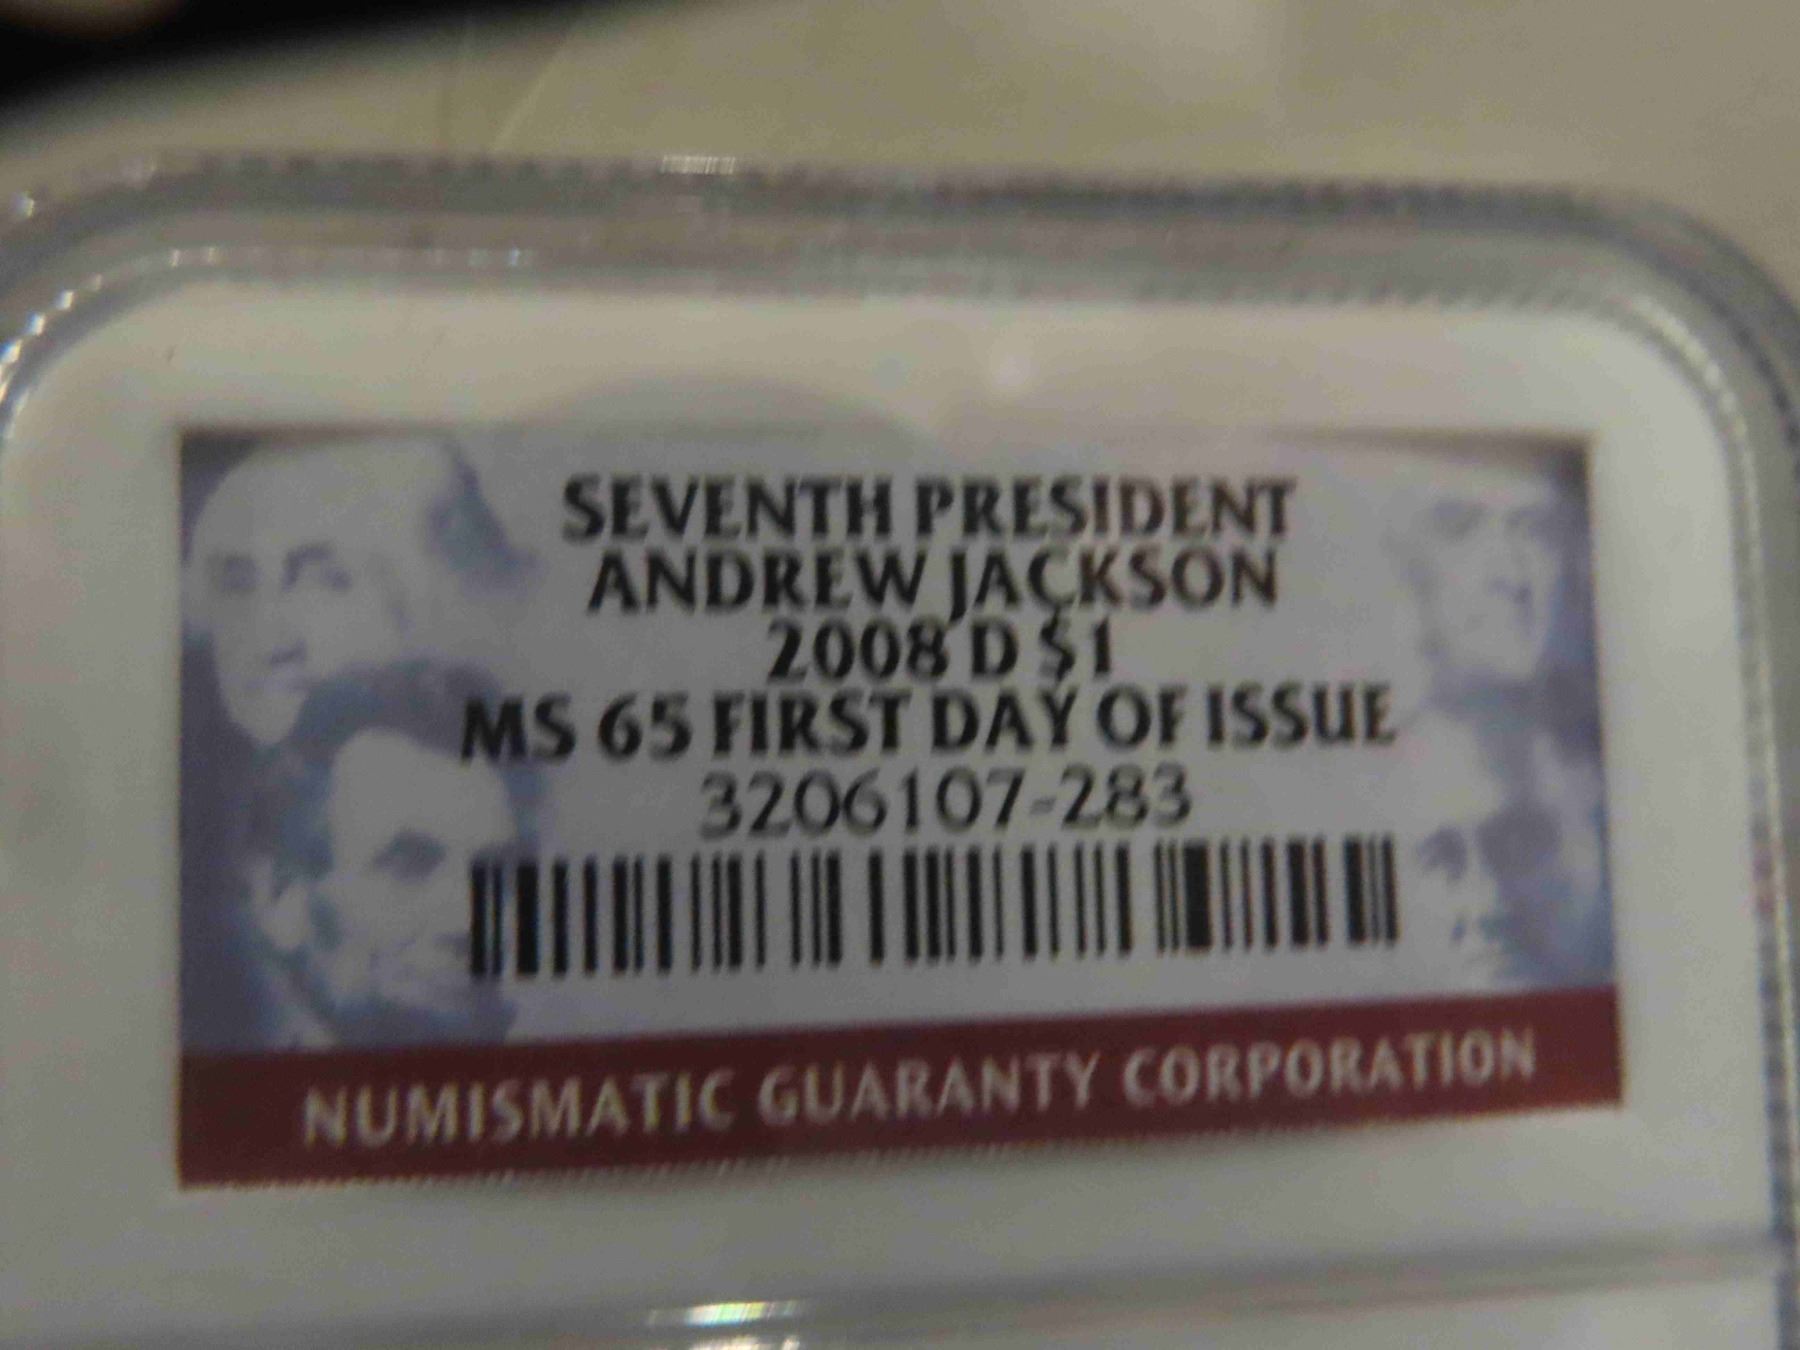 SEVENTH PRESIDENT
ANDREW JACKSON
2008 D $1
MS 65 FIRST DAY OF ISSUE
3206107-283
NUMISMATIC GUARANTY CORPORATION